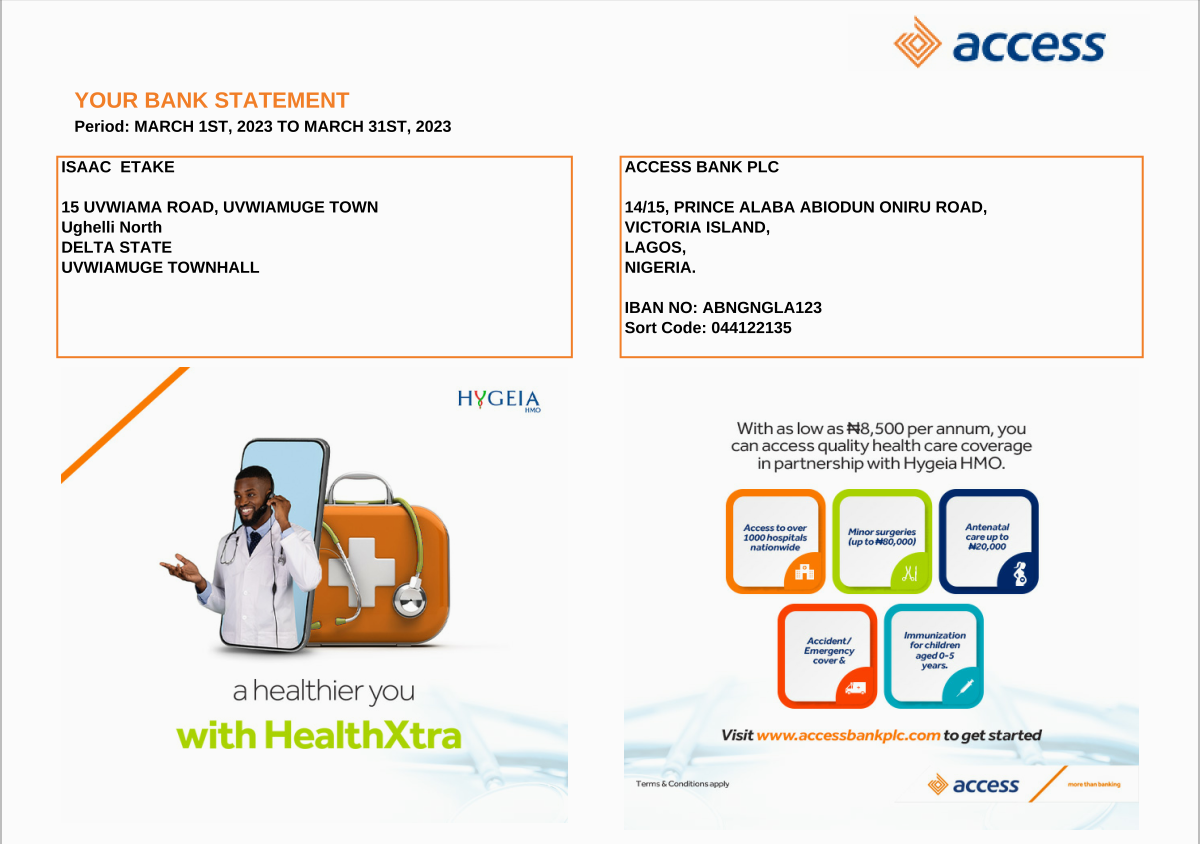 access
YOUR BANK STATEMENT
Period: MARCH 1ST, 2023 TO MARCH 31ST, 2023
ISAAC  ETAKE
15 UVWIAMA ROAD, UVWIAMUGE TOWN
Ughelli North
DELTA STATE
UVWIAMUGE TOWNHALL
ACCESS BANK PLC
14/15, PRINCE ALABA ABIODUN ONIRU ROAD,
VICTORIA ISLAND,
LAGOS,
NIGERIA.
IBAN NO: ABNGNGLA123
Sort Code: 044122135
HYGEIA
HMO
a healthier you
with HealthXtra
With as low as ₦8,500 per annum, you
can access quality health care coverage
in partnership with Hygeia HMO.
Access to over
1000 hospitals
nationwide
Minor surgeries
(up to ₦80,000)
Antenatal
care up to
₦20,000
Accident/
Emergency
cover &
Immunization
for children
aged 0-5
years.
Visit www.accessbankplc.com to get started
Terms & Conditions apply
access
more than banking